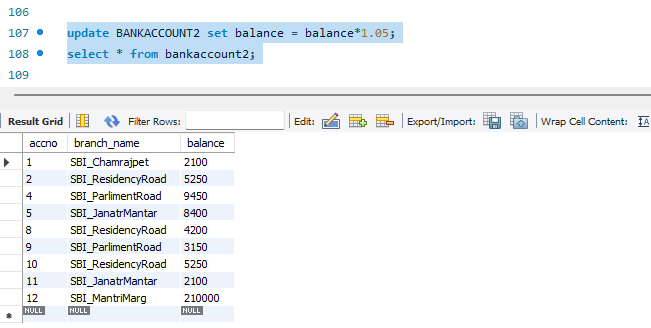 106
107 update BANKACCOUNT2 set balance = balance*1.05;
108 select * from bankaccount2;
109
Result Grid Filter Rows: Edit: Export/Import: Wrap Cell Content: IA
accno branch_name balance
1 SBI_Chamrajpet 2100
2 SBI_ResidencyRoad 5250
4 SBI_ParlimentRoad 9450
5 SBI_JanatrMantar 8400
8 SBI_ResidencyRoad 4200
9 SBI_ParlimentRoad 3150
10 SBI_ResidencyRoad 5250
11 SBI_JanatrMantar 2100
12 SBI_MantriMarg 210000
NULL NULL NULL